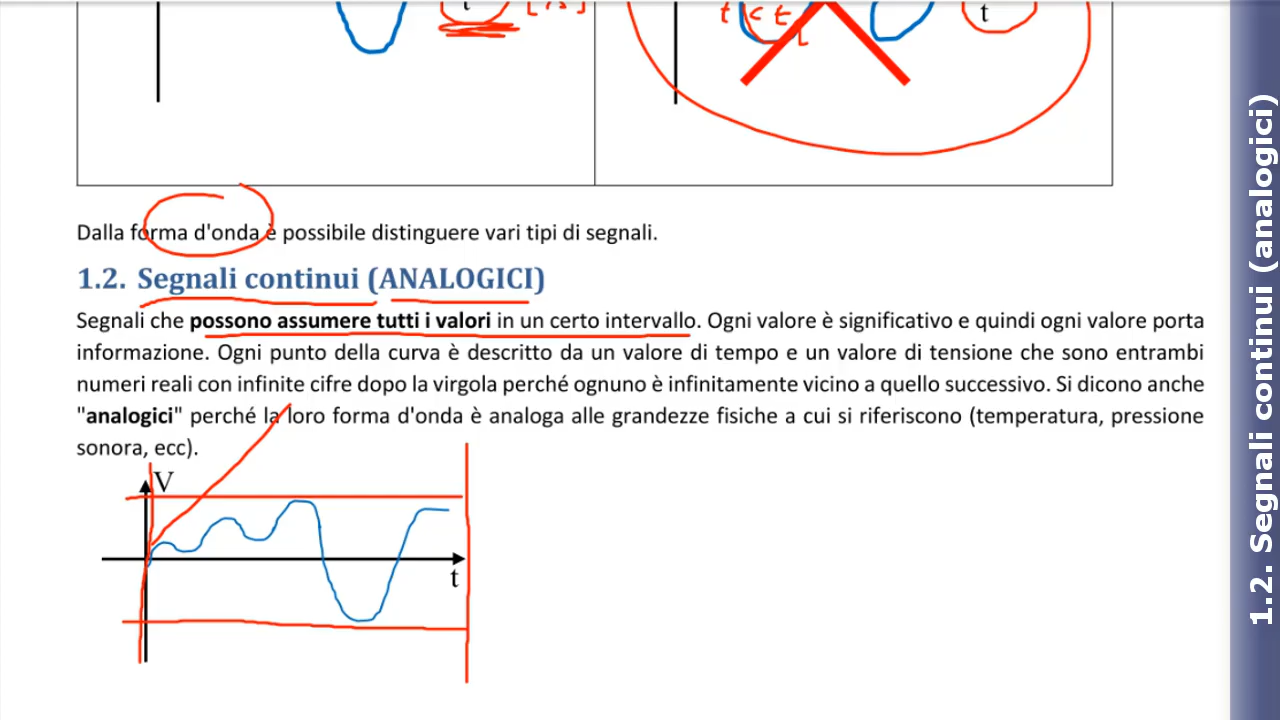 t < t
t
Dalla forma d'onda è possibile distinguere vari tipi di segnali.
1.2. Segnali continui (ANALOGICI)
Segnali che possono assumere tutti i valori in un certo intervallo. Ogni valore è significativo e quindi ogni valore porta
informazione. Ogni punto della curva è descritto da un valore di tempo e un valore di tensione che sono entrambi
numeri reali con infinite cifre dopo la virgola perché ognuno è infinitamente vicino a quello successivo. Si dicono anche
"analogici" perché la loro forma d'onda è analoga alle grandezze fisiche a cui si riferiscono (temperatura, pressione
sonora, ecc).
V
t
1.2. Segnali continui (analogici)